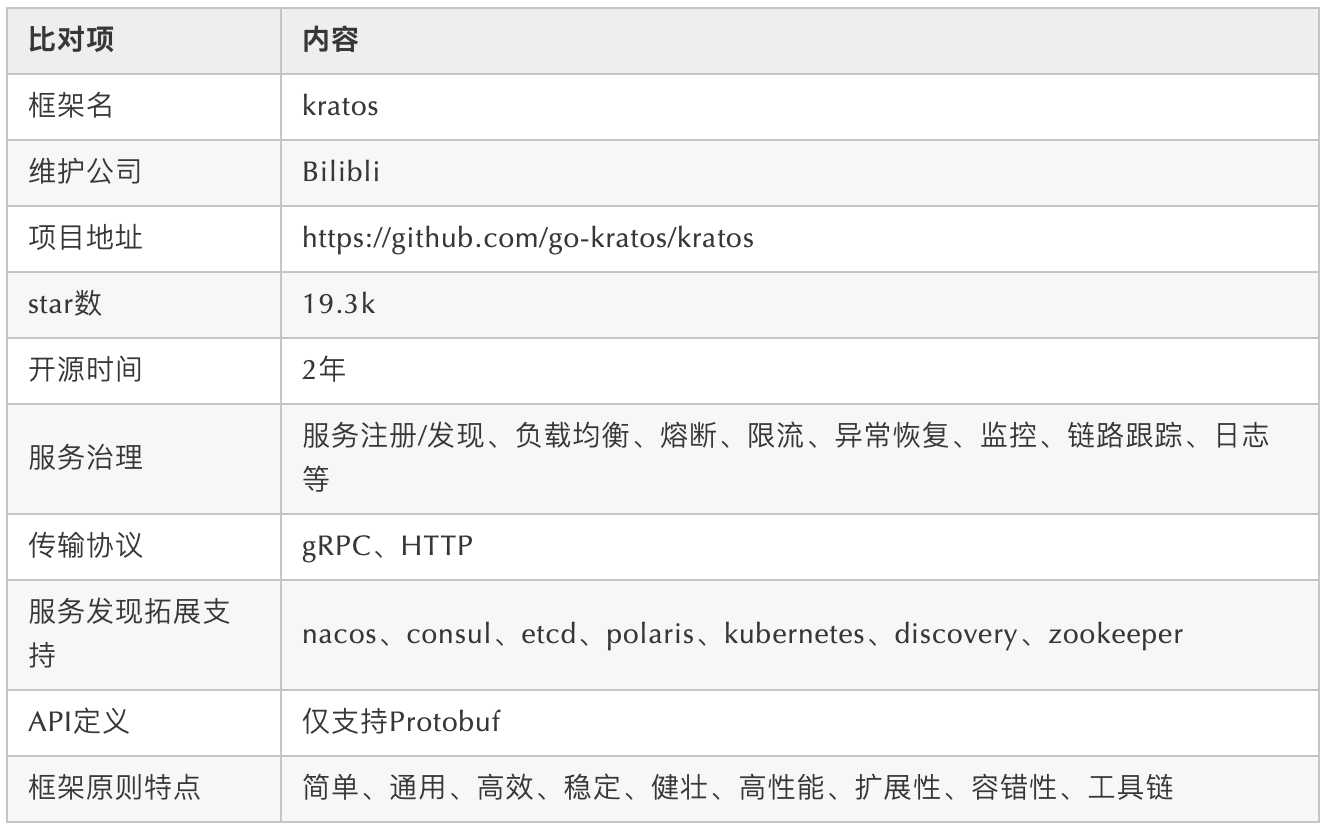 比对项 内容
框架名 kratos
维护公司 Bilibli
项目地址 https://github.com/go-kratos/kratos
star数 19.3k
开源时间 2年
服务治理 服务注册/发现、负载均衡、熔断、限流、异常恢复、监控、链路跟踪、日志
等
传输协议 gRPC、HTTP
服务发现拓展支
持
nacos、consul、etcd、polaris、kubernetes、discovery、zookeeper
API定义 仅支持Protobuf
框架原则特点 简单、通用、高效、稳定、健壮、高性能、扩展性、容错性、工具链